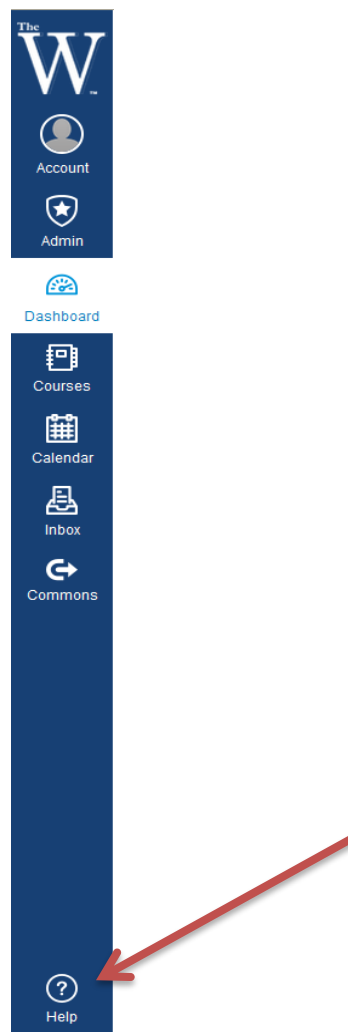 The
W
™
Account
Admin
Dashboard
Courses
Calendar
Inbox
Commons
?
Help